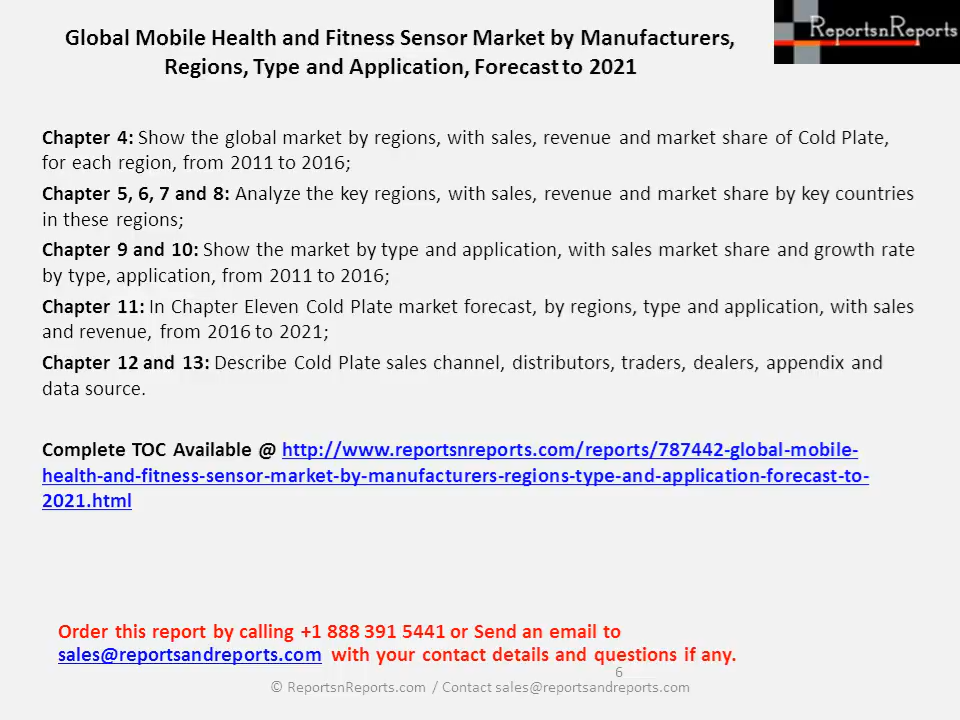 Global Mobile Health and Fitness Sensor Market by Manufacturers,
Regions, Type and Application, Forecast to 2021
ReportsnReports
Chapter 4: Show the global market by regions, with sales, revenue and market share of Cold Plate,
for each region, from 2011 to 2016;
Chapter 5, 6, 7 and 8: Analyze the key regions, with sales, revenue and market share by key countries
in these regions;
Chapter 9 and 10: Show the market by type and application, with sales market share and growth rate
by type, application, from 2011 to 2016;
Chapter 11: In Chapter Eleven Cold Plate market forecast, by regions, type and application, with sales
and revenue, from 2016 to 2021;
Chapter 12 and 13: Describe Cold Plate sales channel, distributors, traders, dealers, appendix and
data source.
Complete TOC Available @ http://www.reportsnreports.com/reports/787442-global-mobile-
health-and-fitness-sensor-market-by-manufacturers-regions-type-and-application-forecast-to-
2021.html
Order this report by calling +1 888 391 5441 or Send an email to
sales@reportsandreports.com with your contact details and questions if any.
6
© ReportsnReports.com / Contact sales@reportsandreports.com